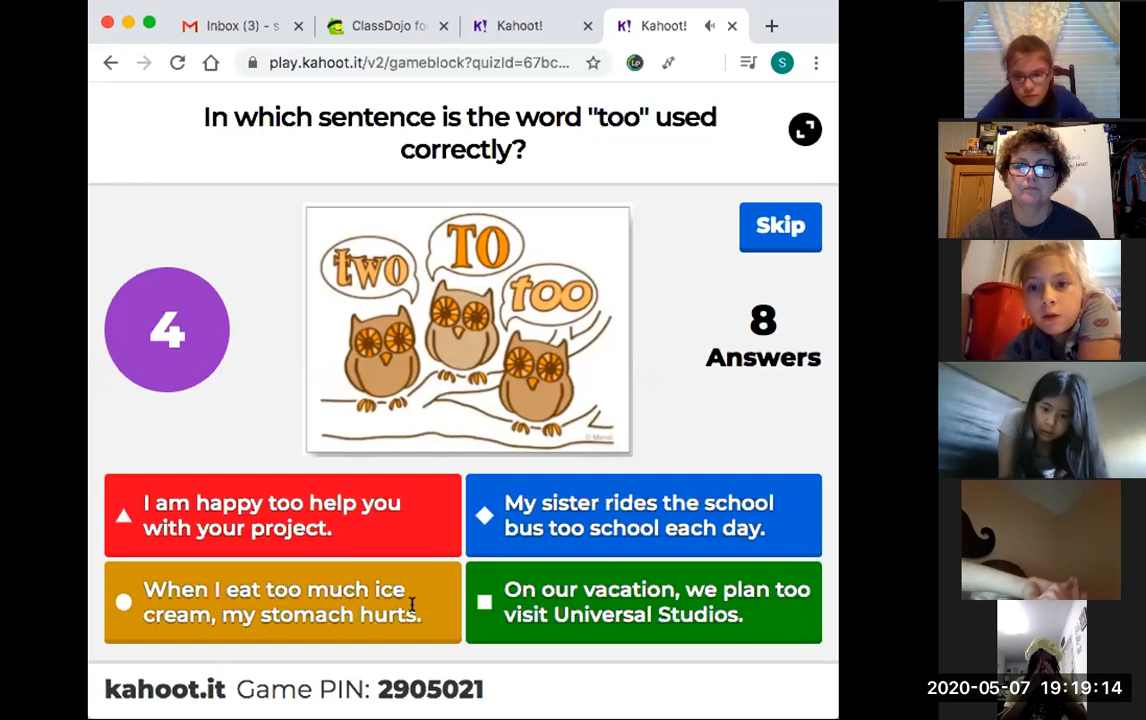 Inbox (3) - s
ClassDojo fo
K! Kahoot!
K! Kahoot!
play.kahoot.it/v2/gameblock?quizId=67bc...
Lp
S
In which sentence is the word "too" used
correctly?
Skip
two
TO
too
4
8
Answers
I am happy too help you
with your project.
My sister rides the school
bus too school each day.
When I eat too much ice
cream, my stomach hurts.
On our vacation, we plan too
visit Universal Studios.
kahoot.it Game PIN: 2905021
2020-05-07 19:19:14